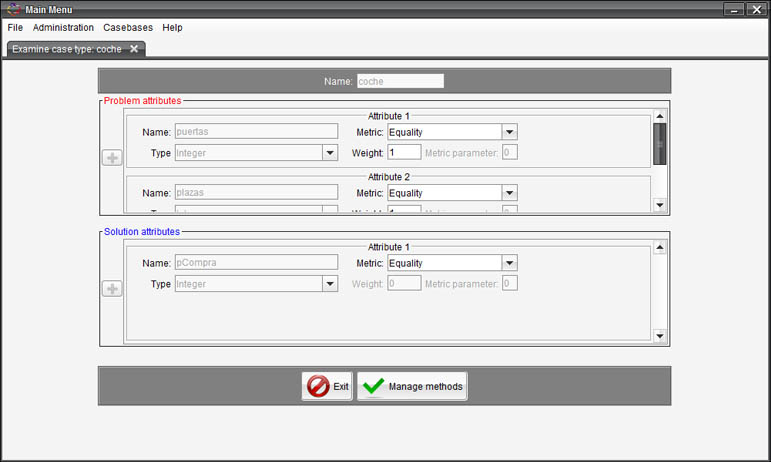 Main Menu
File Administration Casebases Help
Examine case type: coche
Name: coche
Problem attributes
Attribute 1
Name: puertas Metric: Equality
Type Integer Weight: 1 Metric parameter: 0
Attribute 2
Name: plazas Metric: Equality
Solution attributes
Attribute 1
Name: pCompra Metric: Equality
Type Integer Weight: 0 Metric parameter: 0
Exit Manage methods